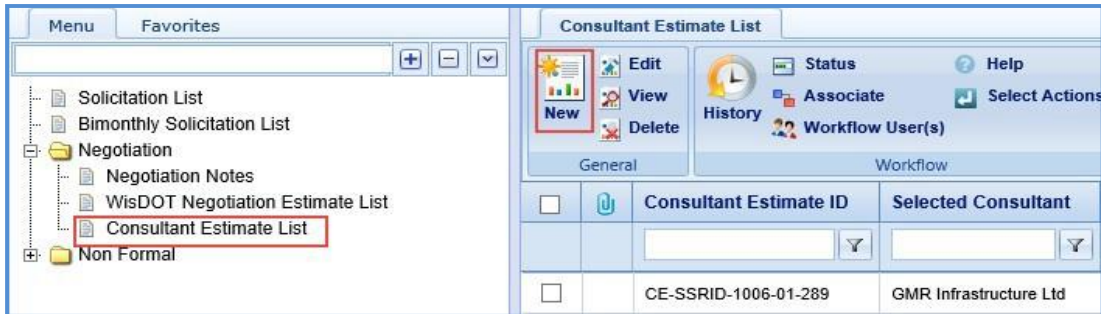 Menu Favorites
Solicitation List
Bimonthly Solicitation List
Negotiation
Negotiation Notes
WisDOT Negotiation Estimate List
Consultant Estimate List
Non Formal
Consultant Estimate List
New
Edit
View
Delete
General
History
Status
Associate
Workflow User(s)
Help
Select Actions
Workflow
Consultant Estimate ID Selected Consultant
CE-SSRID-1006-01-289 GMR Infrastructure Ltd